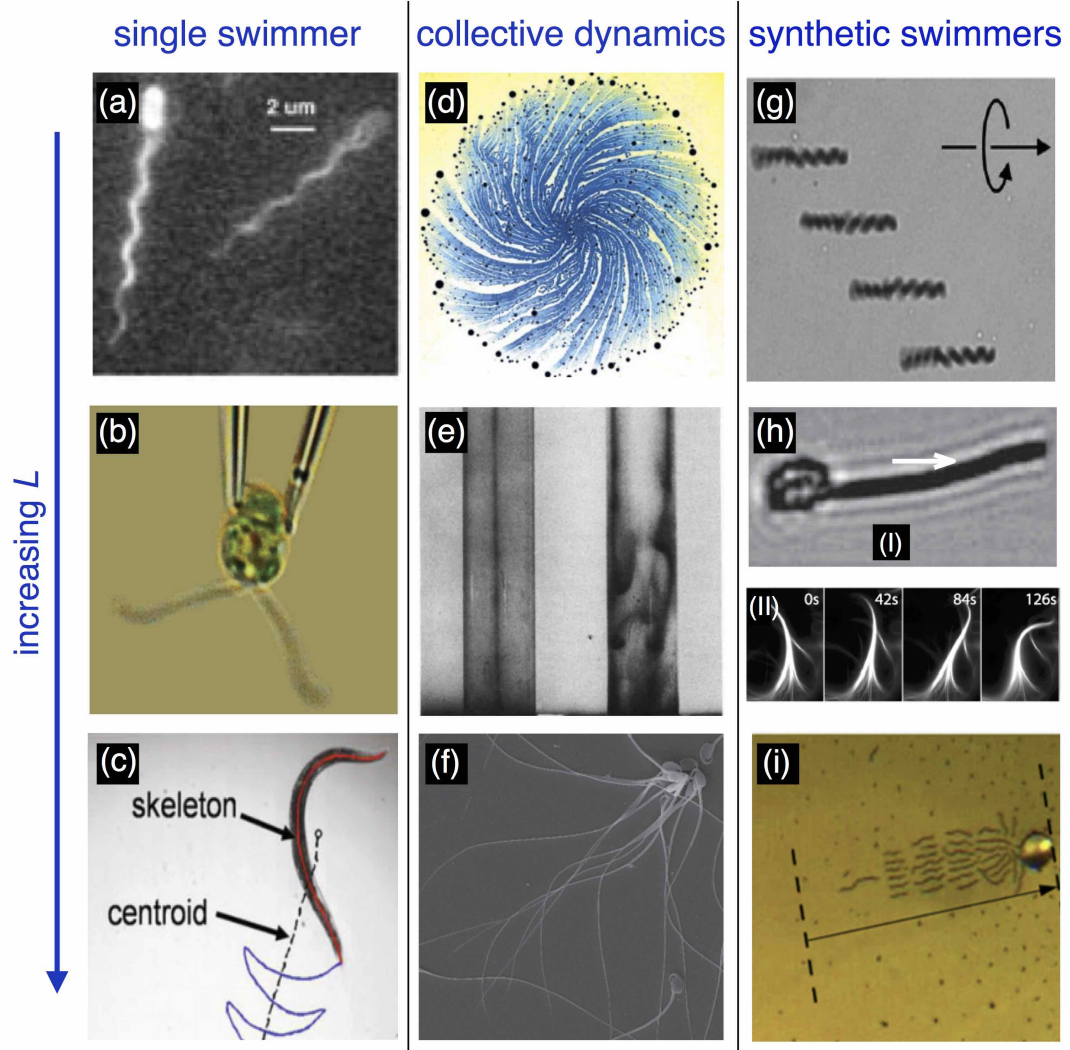 single swimmer
collective dynamics
synthetic swimmers
increasing L
(a)
2 um
(b)
(c)
skeleton
centroid
(d)
(e)
(f)
(g)
(h)
(I)
(II)
0s
42s
84s
126s
(i)